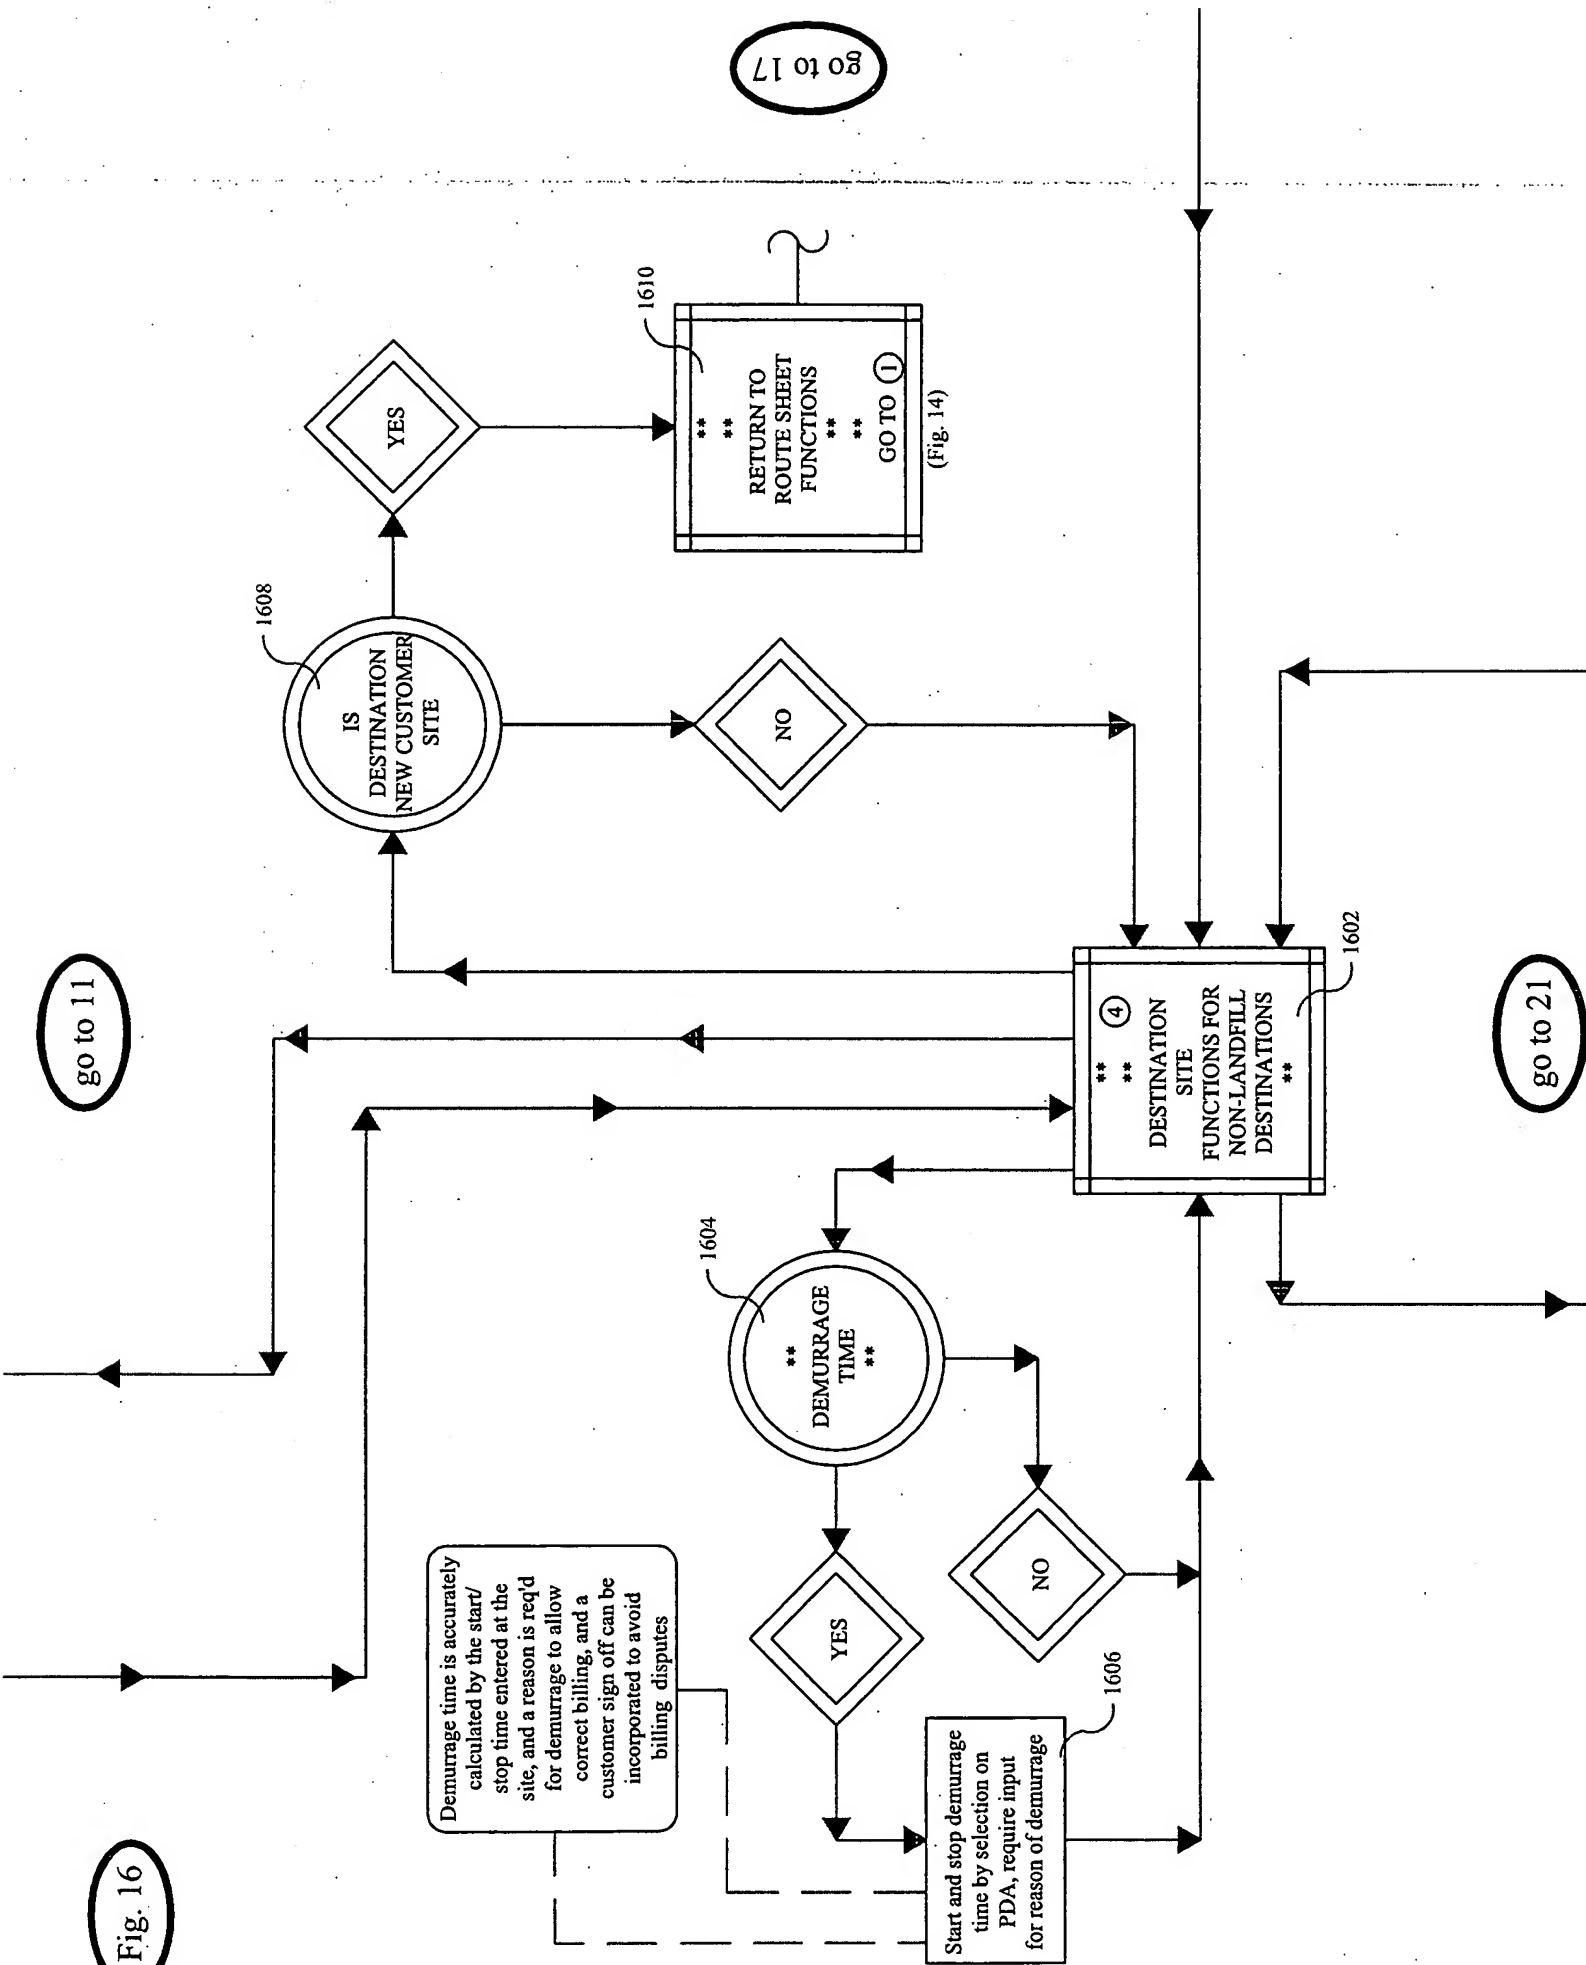 Fig. 16
go to 11
go to 17
go to 21
Demurrage time is accurately
calculated by the start/
stop time entered at the
site, and a reason is req'd
for demurrage to allow
correct billing, and a
customer sign off can be
incorporated to avoid
billing disputes
1608
IS
DESTINATION
NEW CUSTOMER
SITE
YES
NO
1610
**
**
RETURN TO
ROUTE SHEET
FUNCTIONS
**
**
GO TO 1
(Fig. 14)
1604
**
DEMURRAGE
TIME
**
YES
NO
Start and stop demurrage
time by selection on
PDA, require input
for reason of demurrage
1606
** 4
**
DESTINATION
SITE
FUNCTIONS FOR
NON-LANDFILL
DESTINATIONS
**
1602